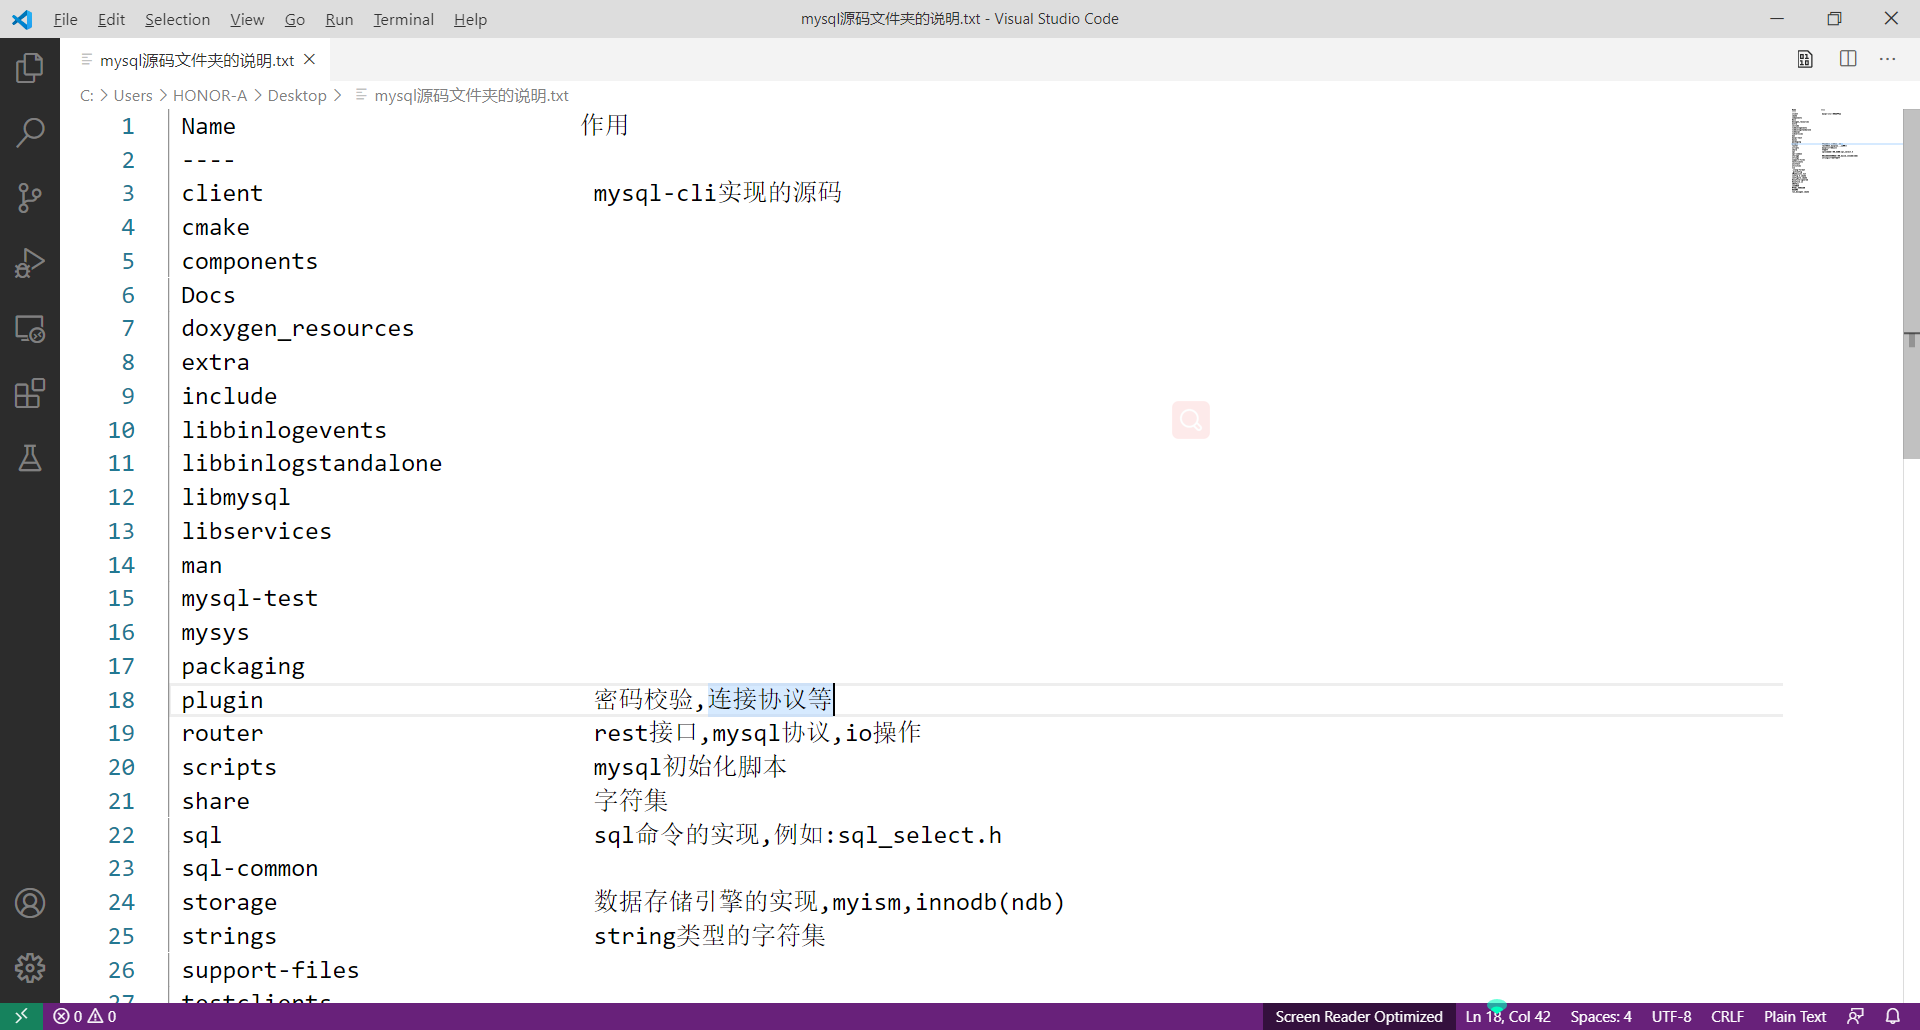 File Edit Selection View Go Run Terminal Help mysql源码文件夹的说明.txt - Visual Studio Code
mysql源码文件夹的说明.txt
C: > Users > HONOR-A > Desktop > mysql源码文件夹的说明.txt
1 Name 作用
2 ----
3 client mysql-cli实现的源码
4 cmake
5 components
6 Docs
7 doxygen_resources
8 extra
9 include
10 libbinlogevents
11 libbinlogstandalone
12 libmysql
13 libservices
14 man
15 mysql-test
16 mysys
17 packaging
18 plugin 密码校验,连接协议等
19 router rest接口,mysql协议,io操作
20 scripts mysql初始化脚本
21 share 字符集
22 sql sql命令的实现,例如:sql_select.h
23 sql-common
24 storage 数据存储引擎的实现,myism,innodb(ndb)
25 strings string类型的字符集
26 support-files
27 testclients
0 0 Screen Reader Optimized Ln 18, Col 42 Spaces: 4 UTF-8 CRLF Plain Text